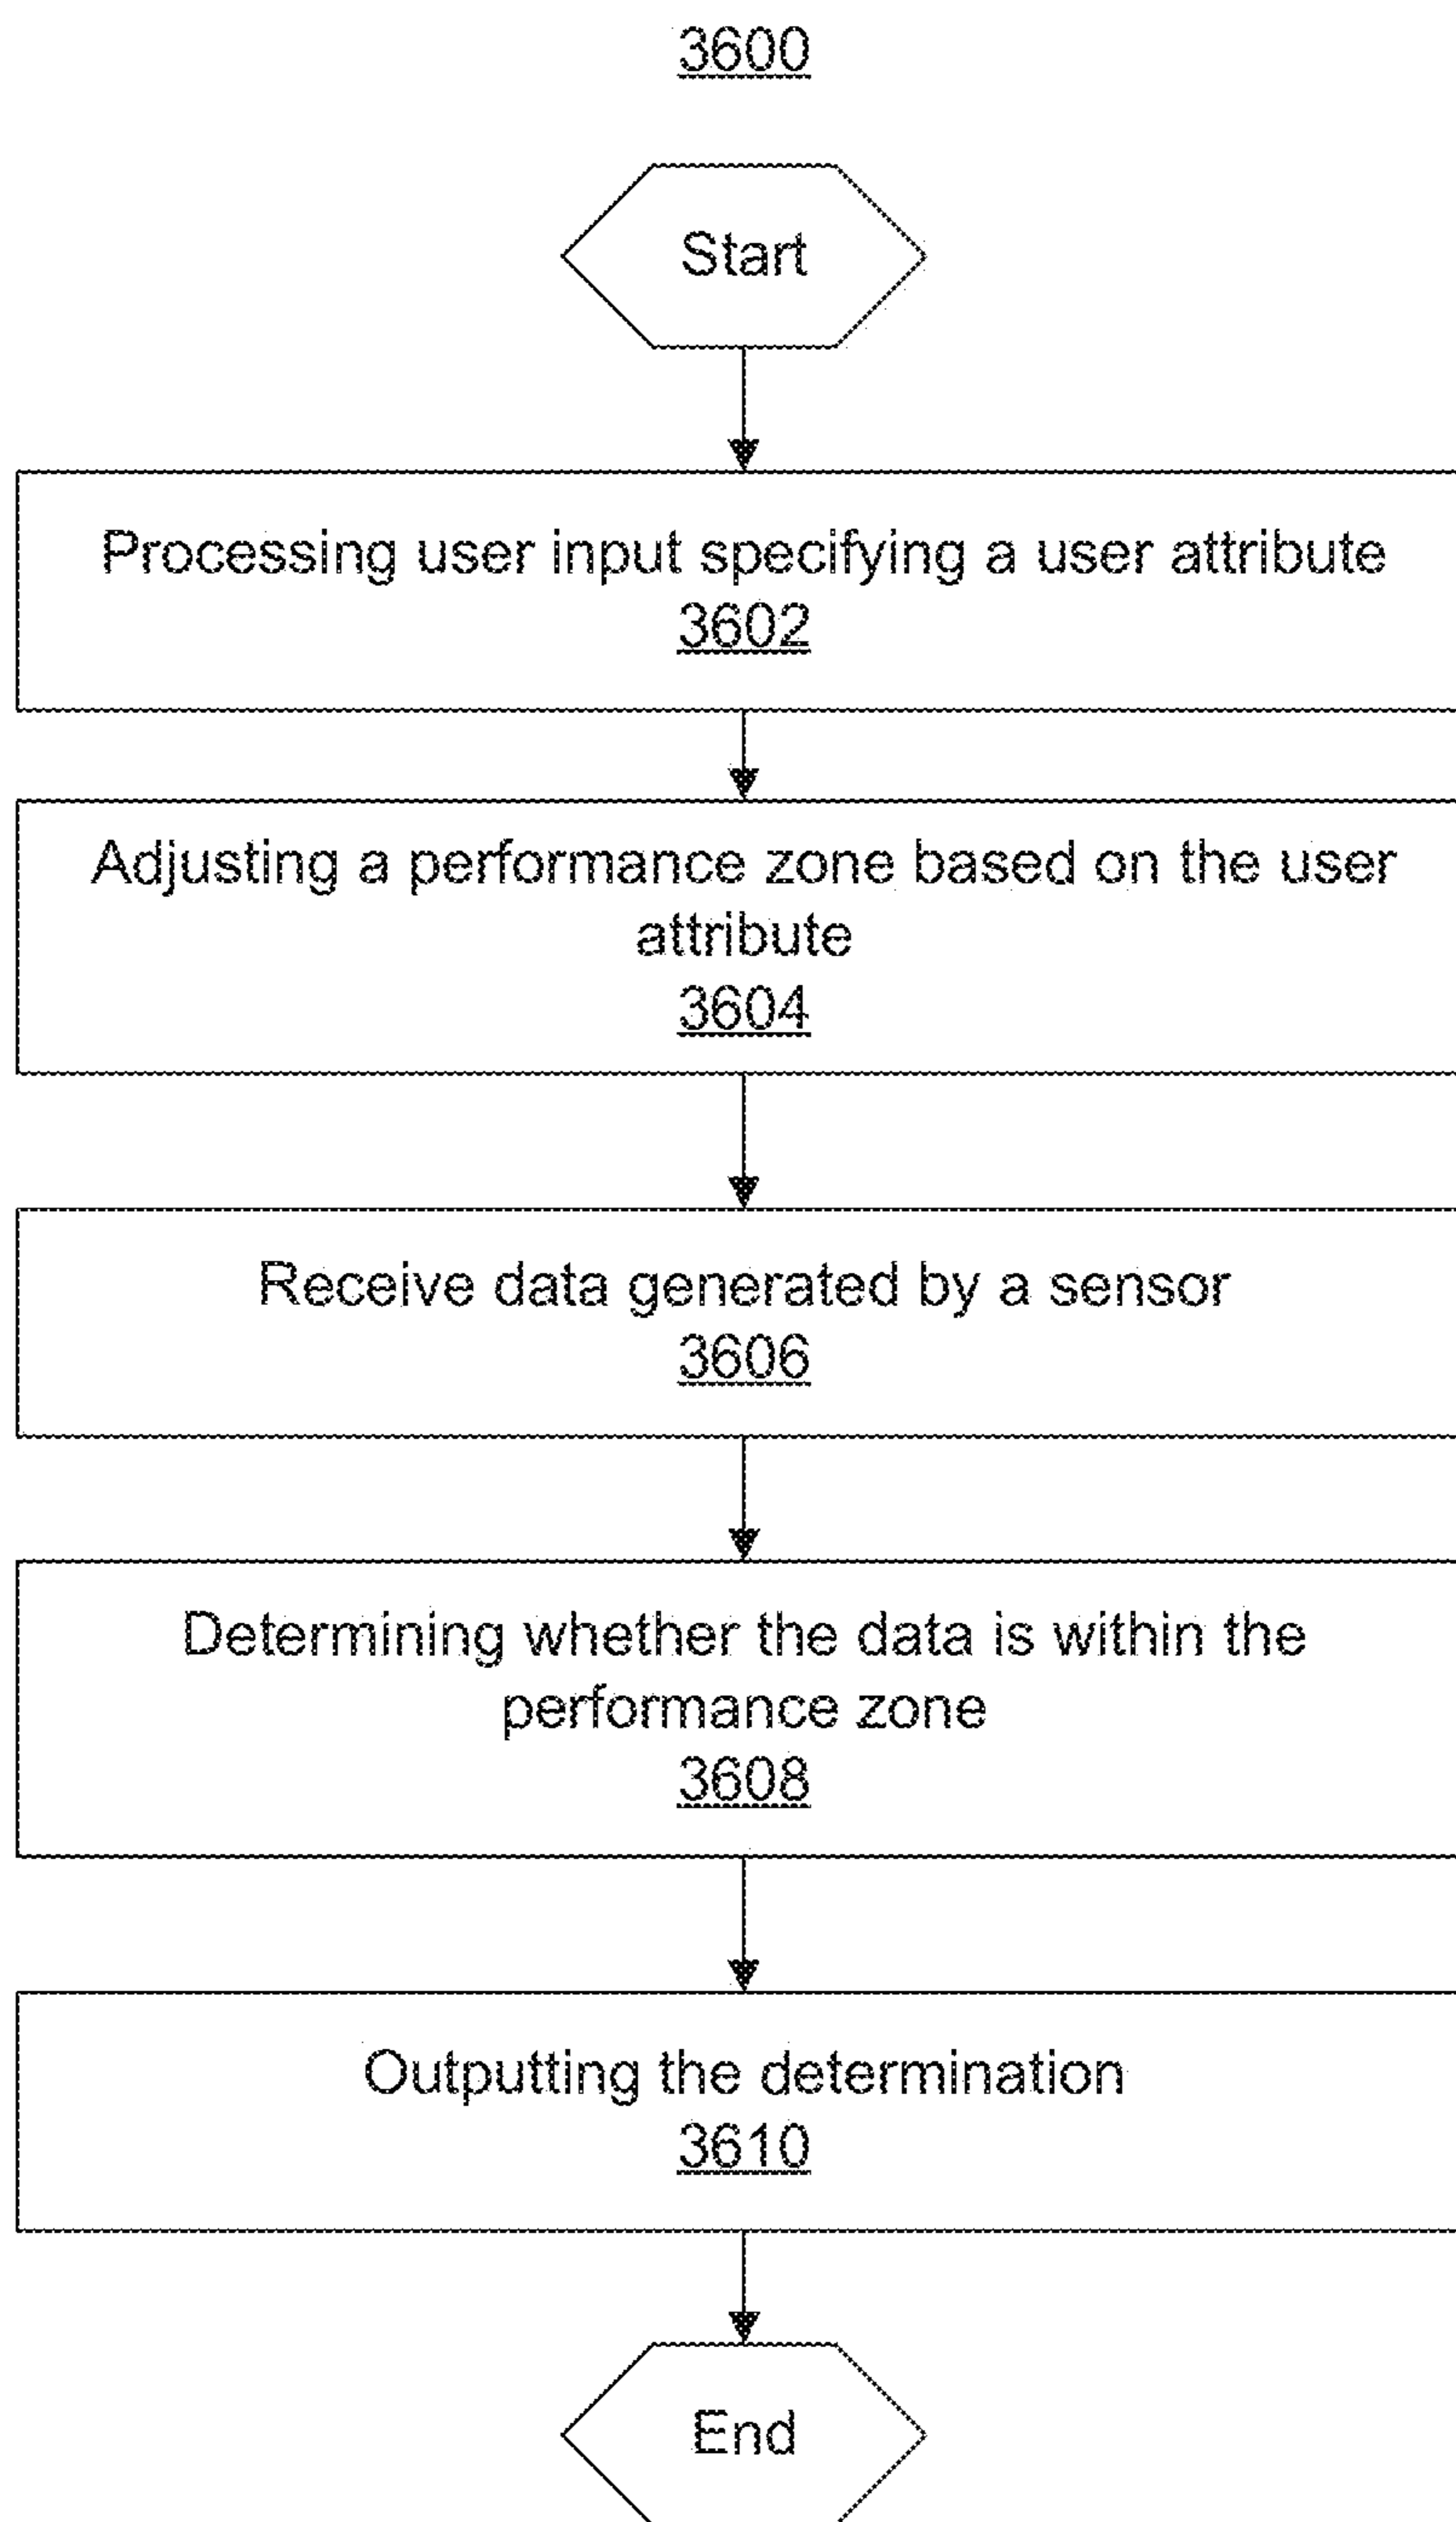 3600
Start
Processing user input specifying a user attribute
3602
Adjusting a performance zone based on the user
attribute
3604
Receive data generated by a sensor
3606
Determining whether the data is within the
performance zone
3608
Outputting the determination
3610
End